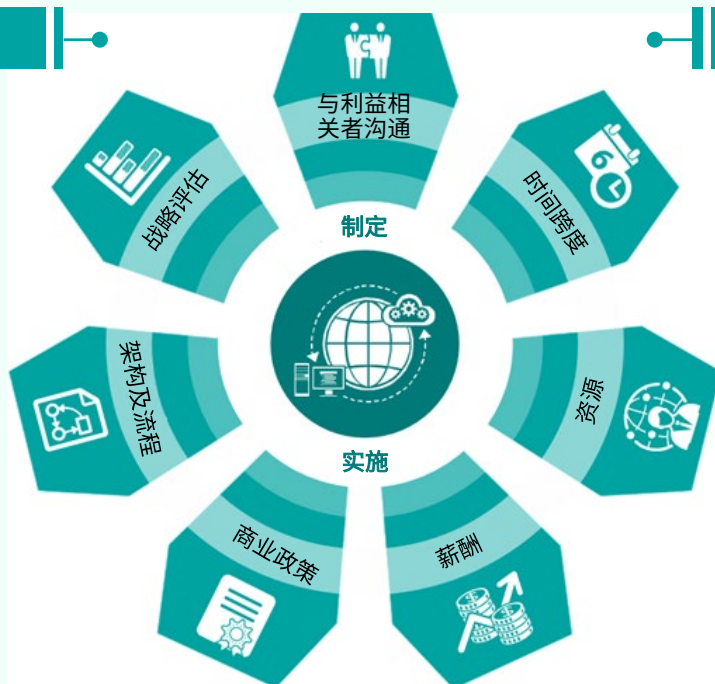 与利益相
关者沟通
时间跨度
资源
薪酬
商业政策
架构及流程
战略评估
制定
实施
6